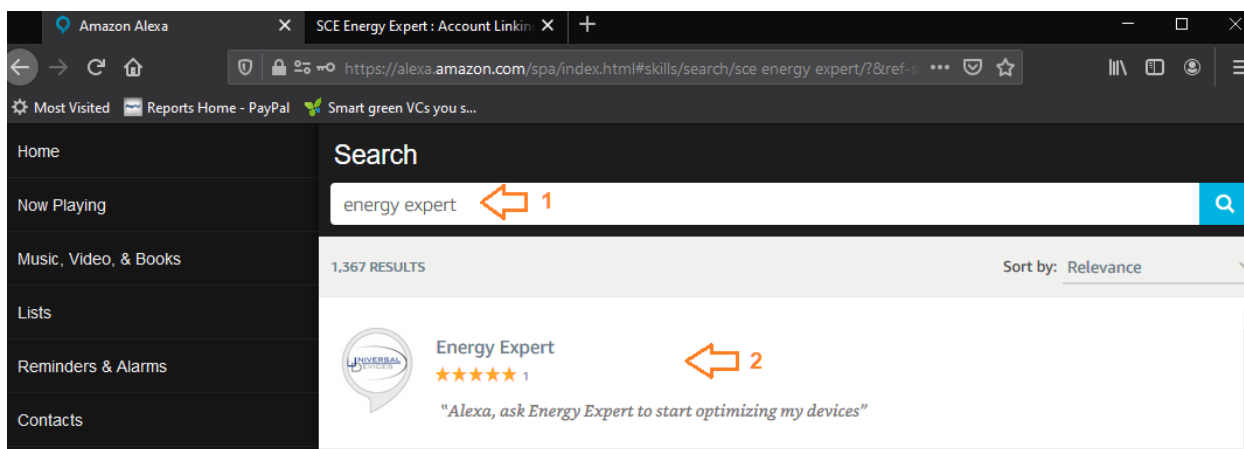 Amazon Alexa
SCE Energy Expert : Account Linkin
https://alexa.amazon.com/spa/index.html#skills/search/sce energy expert/?&ref-s
Most Visited
Reports Home - PayPal
Smart green VCs you s...
Home
Now Playing
Music, Video, & Books
Lists
Reminders & Alarms
Contacts
Search
energy expert
1
1,367 RESULTS
Sort by: Relevance
UNIVERSAL
DEVICES
Energy Expert
1
2
"Alexa, ask Energy Expert to start optimizing my devices"